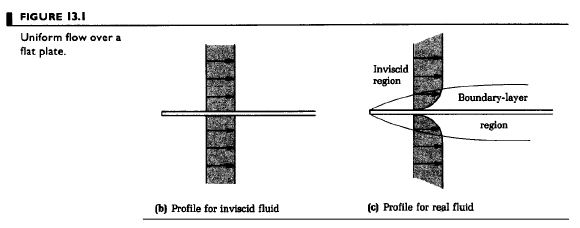 FIGURE 13.1
Uniform flow over a
flat plate.
Inviscid
region
Boundary-layer
region
(b) Profile for inviscid fluid
(c) Profile for real fluid